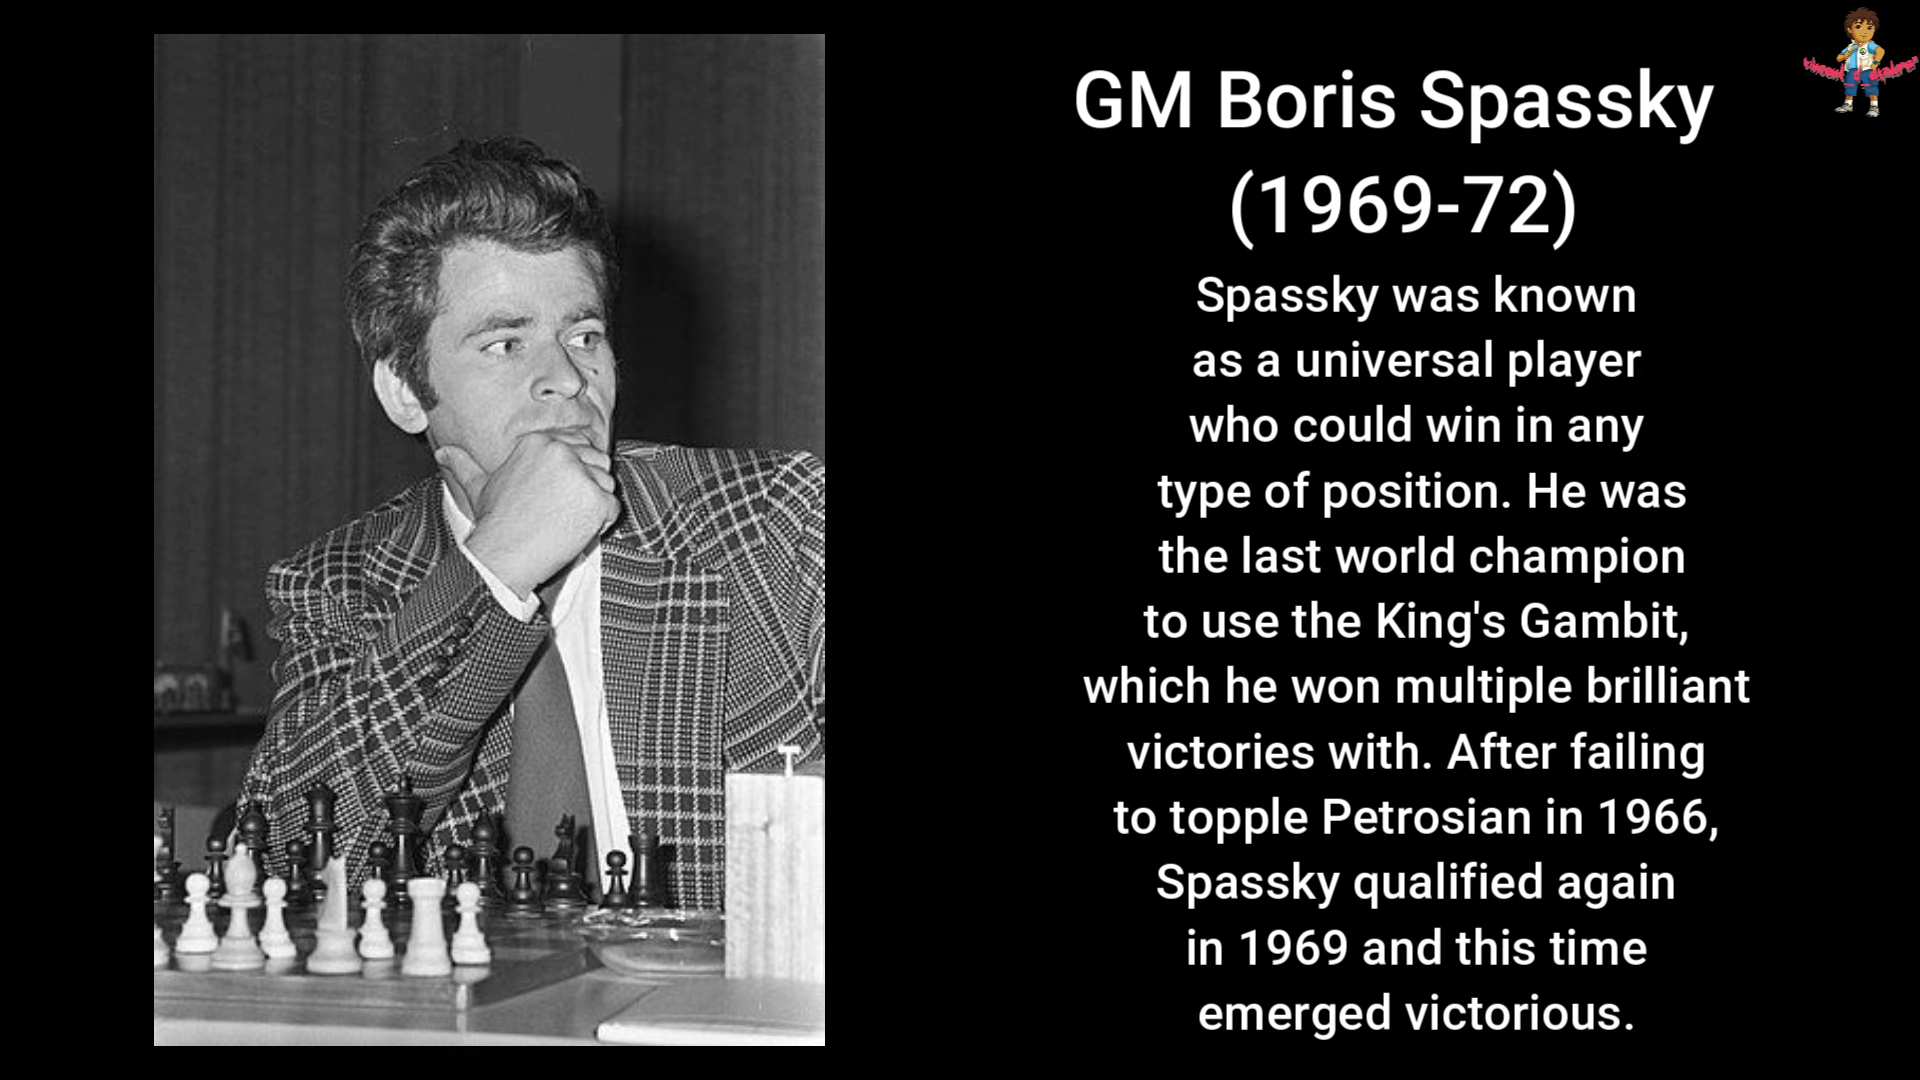 GM Boris Spassky
(1969-72)
Spassky was known
as a universal player
who could win in any
type of position. He was
the last world champion
to use the King's Gambit,
which he won multiple brilliant
victories with. After failing
to topple Petrosian in 1966,
Spassky qualified again
in 1969 and this time
emerged victorious.